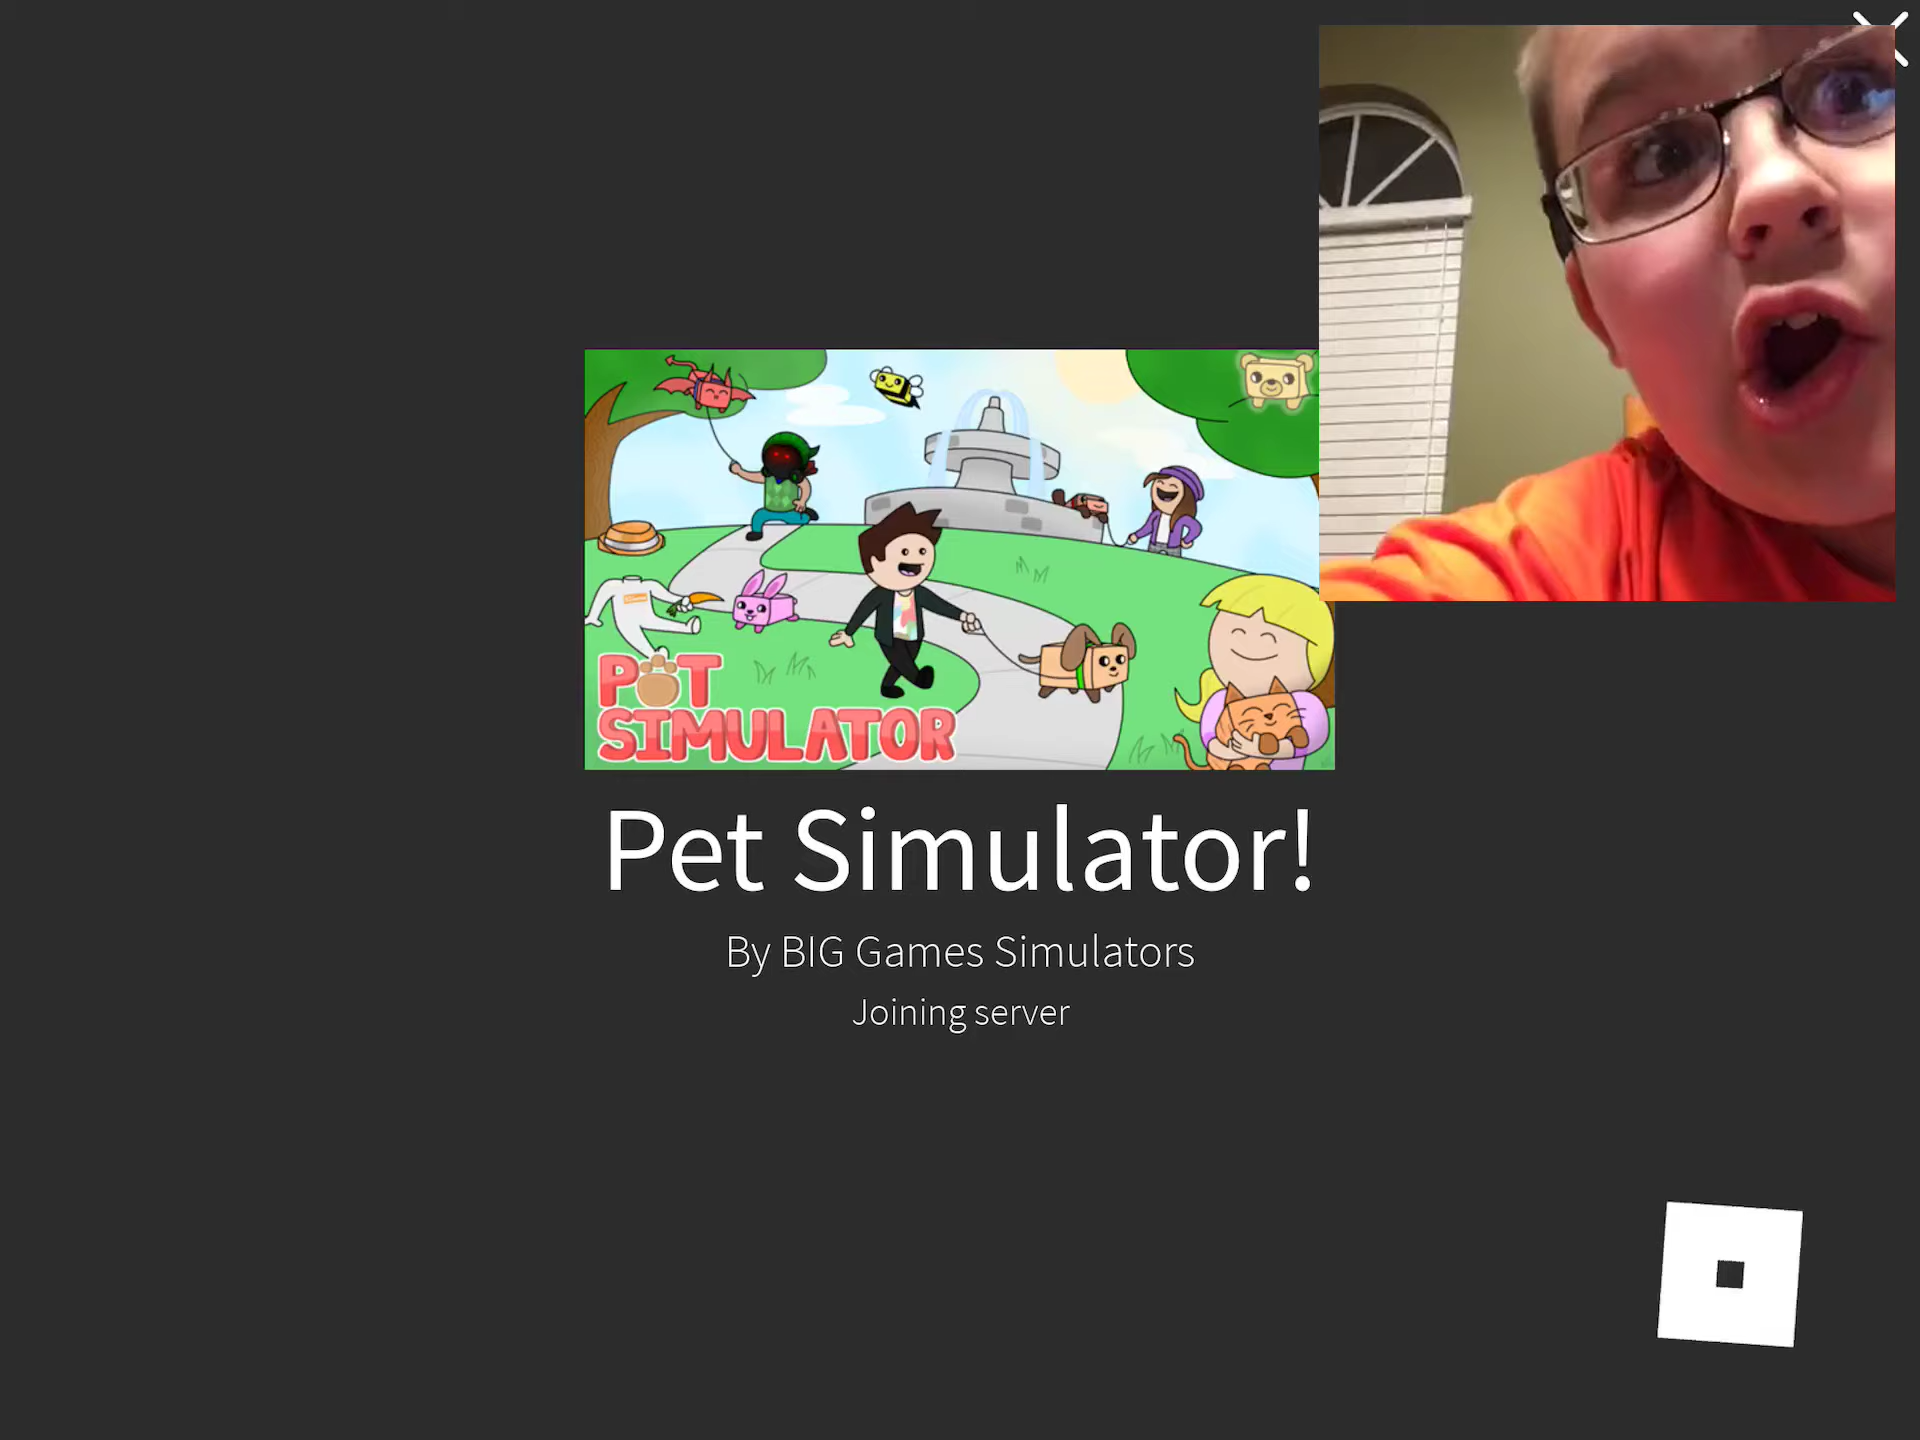 PET
SIMULATOR
Pet Simulator!
By BIG Games Simulators
Joining server